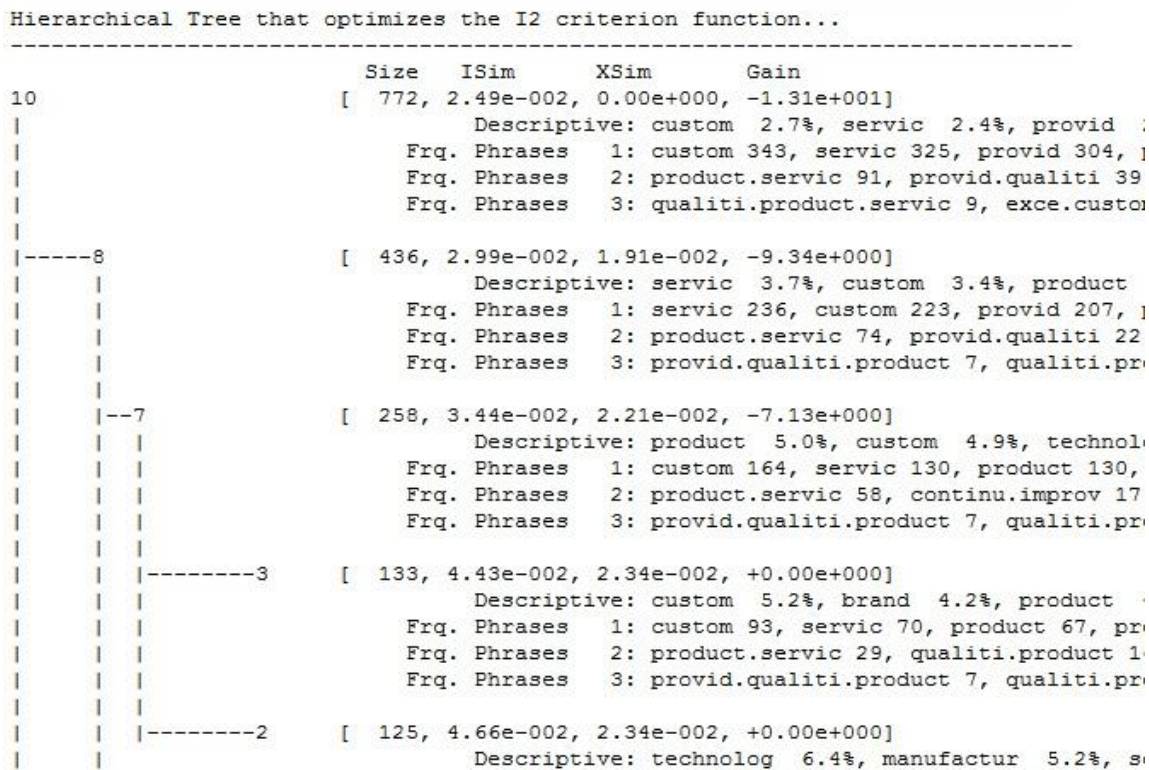 Hierarchical Tree that optimizes the I2 criterion function...
------------------------------------------------------------------------------
Size ISim XSim Gain
10 [ 772, 2.49e-002, 0.00e+000, -1.31e+001]
| Descriptive: custom 2.7%, servic 2.4%, provid
| Frq. Phrases 1: custom 343, servic 325, provid 304,
| Frq. Phrases 2: product.servic 91, provid.qualiti 39
| Frq. Phrases 3: qualiti.product.servic 9, exce.custo
|
|-----8 [ 436, 2.99e-002, 1.91e-002, -9.34e+000]
| | Descriptive: servic 3.7%, custom 3.4%, product
| | Frq. Phrases 1: servic 236, custom 223, provid 207,
| | Frq. Phrases 2: product.servic 74, provid.qualiti 22
| | Frq. Phrases 3: provid.qualiti.product 7, qualiti.pr
| |
| |--7 [ 258, 3.44e-002, 2.21e-002, -7.13e+000]
| | | Descriptive: product 5.0%, custom 4.9%, technol
| | | Frq. Phrases 1: custom 164, servic 130, product 130,
| | | Frq. Phrases 2: product.servic 58, continu.improv 17
| | | Frq. Phrases 3: provid.qualiti.product 7, qualiti.pr
| | |
| | |--------3 [ 133, 4.43e-002, 2.34e-002, +0.00e+000]
| | | Descriptive: custom 5.2%, brand 4.2%, product
| | | Frq. Phrases 1: custom 93, servic 70, product 67, pr
| | | Frq. Phrases 2: product.servic 29, qualiti.product 1
| | | Frq. Phrases 3: provid.qualiti.product 7, qualiti.pr
| | |
| | |--------2 [ 125, 4.66e-002, 2.34e-002, +0.00e+000]
| | Descriptive: technolog 6.4%, manufactur 5.2%, s